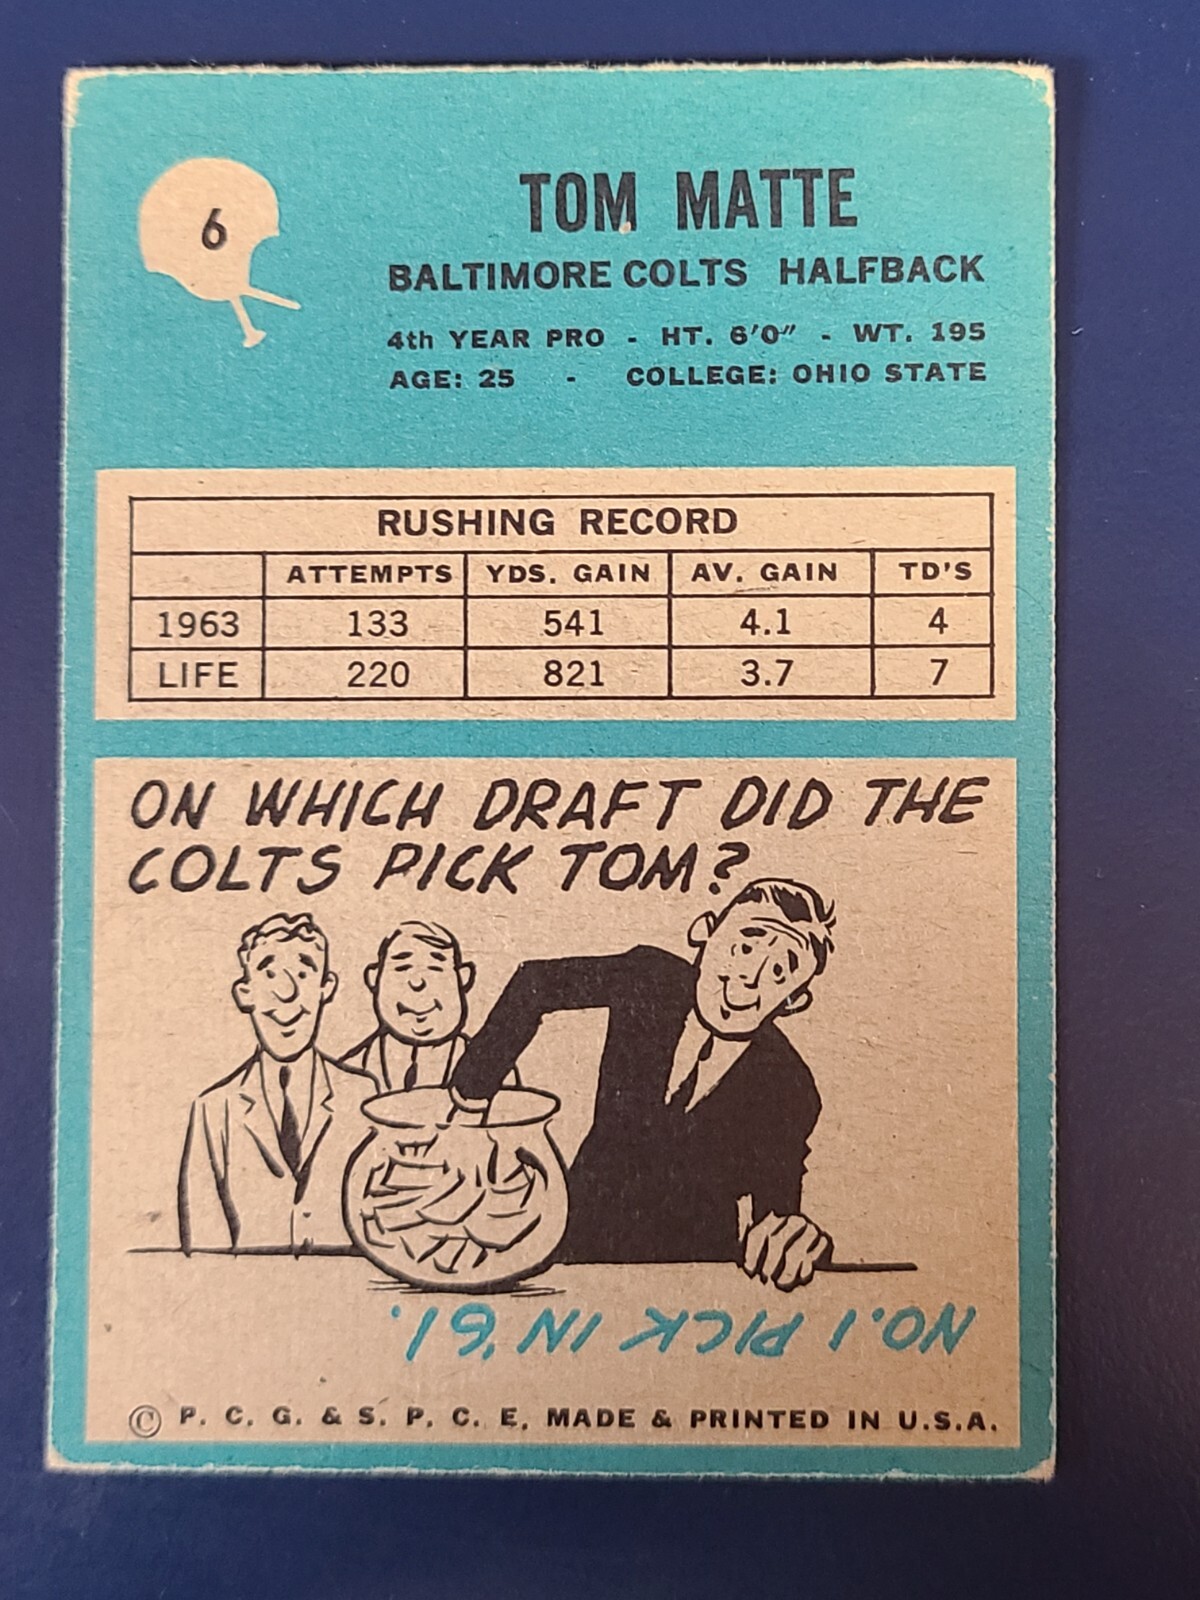 6
TOM MATTE
BALTIMORE COLTS HALFBACK
4th YEAR PRO - HT. 6'0" - WT. 195
AGE: 25 - COLLEGE: OHIO STATE
RUSHING RECORD
ATTEMPTS YDS. GAIN AV. GAIN TD'S
1963 133 541 4.1 4
LIFE 220 821 3.7 7
ON WHICH DRAFT DID THE
COLTS PICK TOM?
NO. 1 PICK IN '61.
© P. C. G. & S. P. C. E. MADE & PRINTED IN U.S.A.